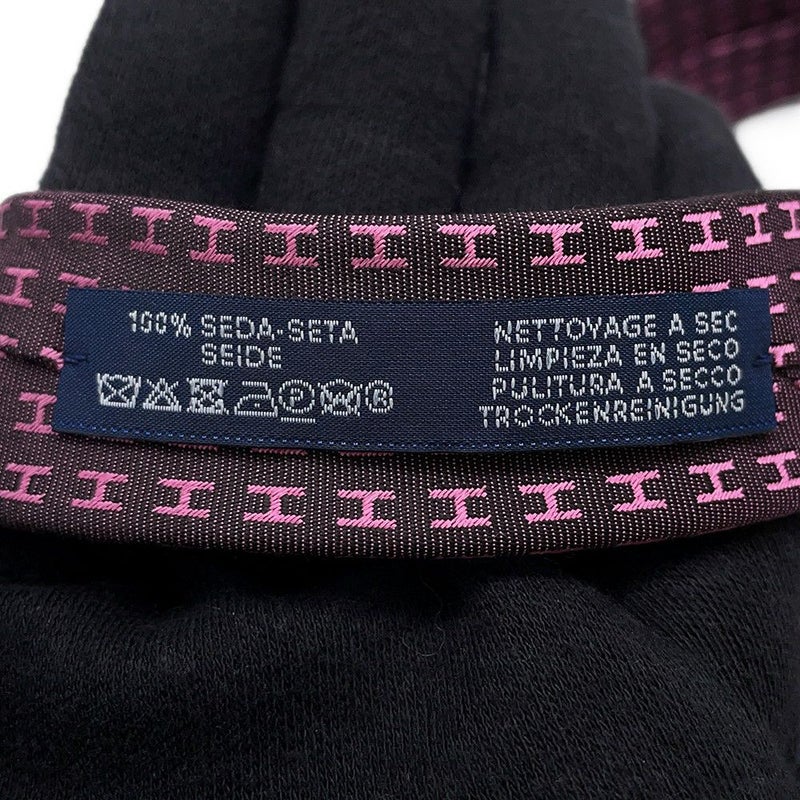 100% SEDA-SETA
SEIDE
P R
NETTOYAGE A SEC
LIMPIEZA EN SECO
PULITURA A SECCO
TROCKENREINIGUNG